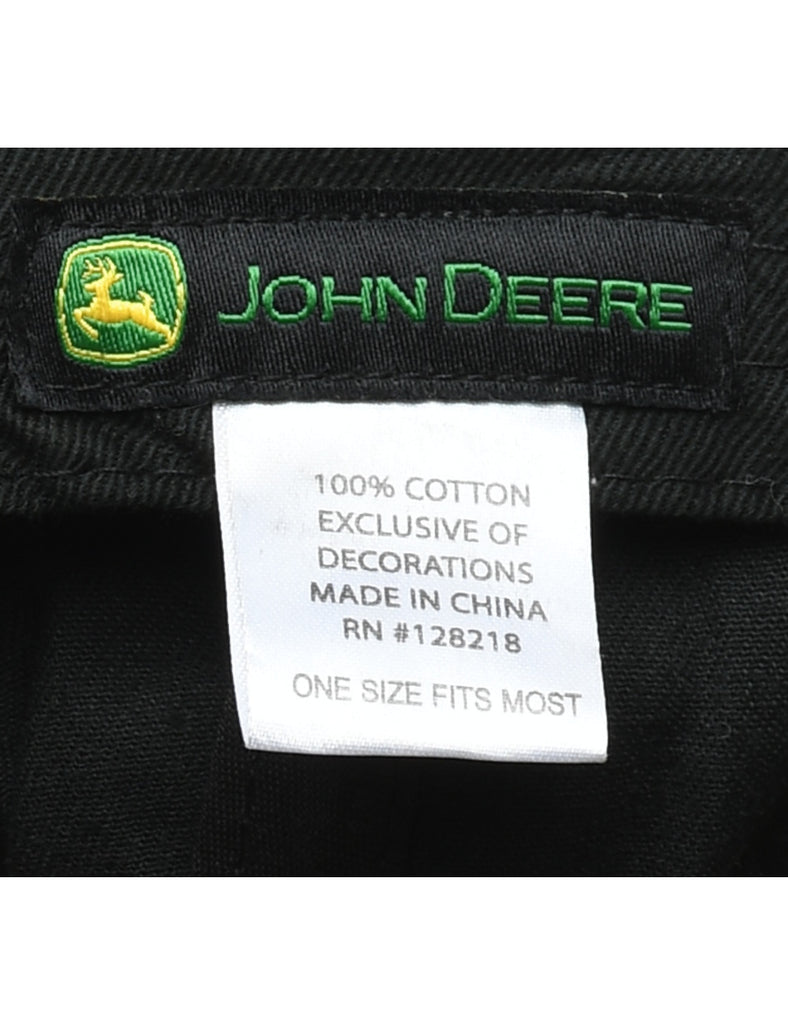 JOHN DEERE
100% COTTON
EXCLUSIVE OF
DECORATIONS
MADE IN CHINA
RN #128218
ONE SIZE FITS MOST